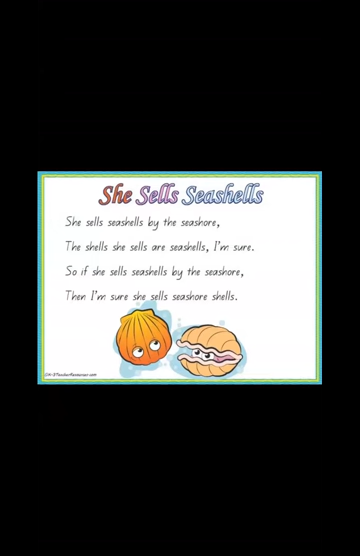 She Sells Seashells
She sells seashells by the seashore,
The shells she sells are seashells, I'm sure.
So if she sells seashells by the seashore,
Then I'm sure she sells seashore shells.